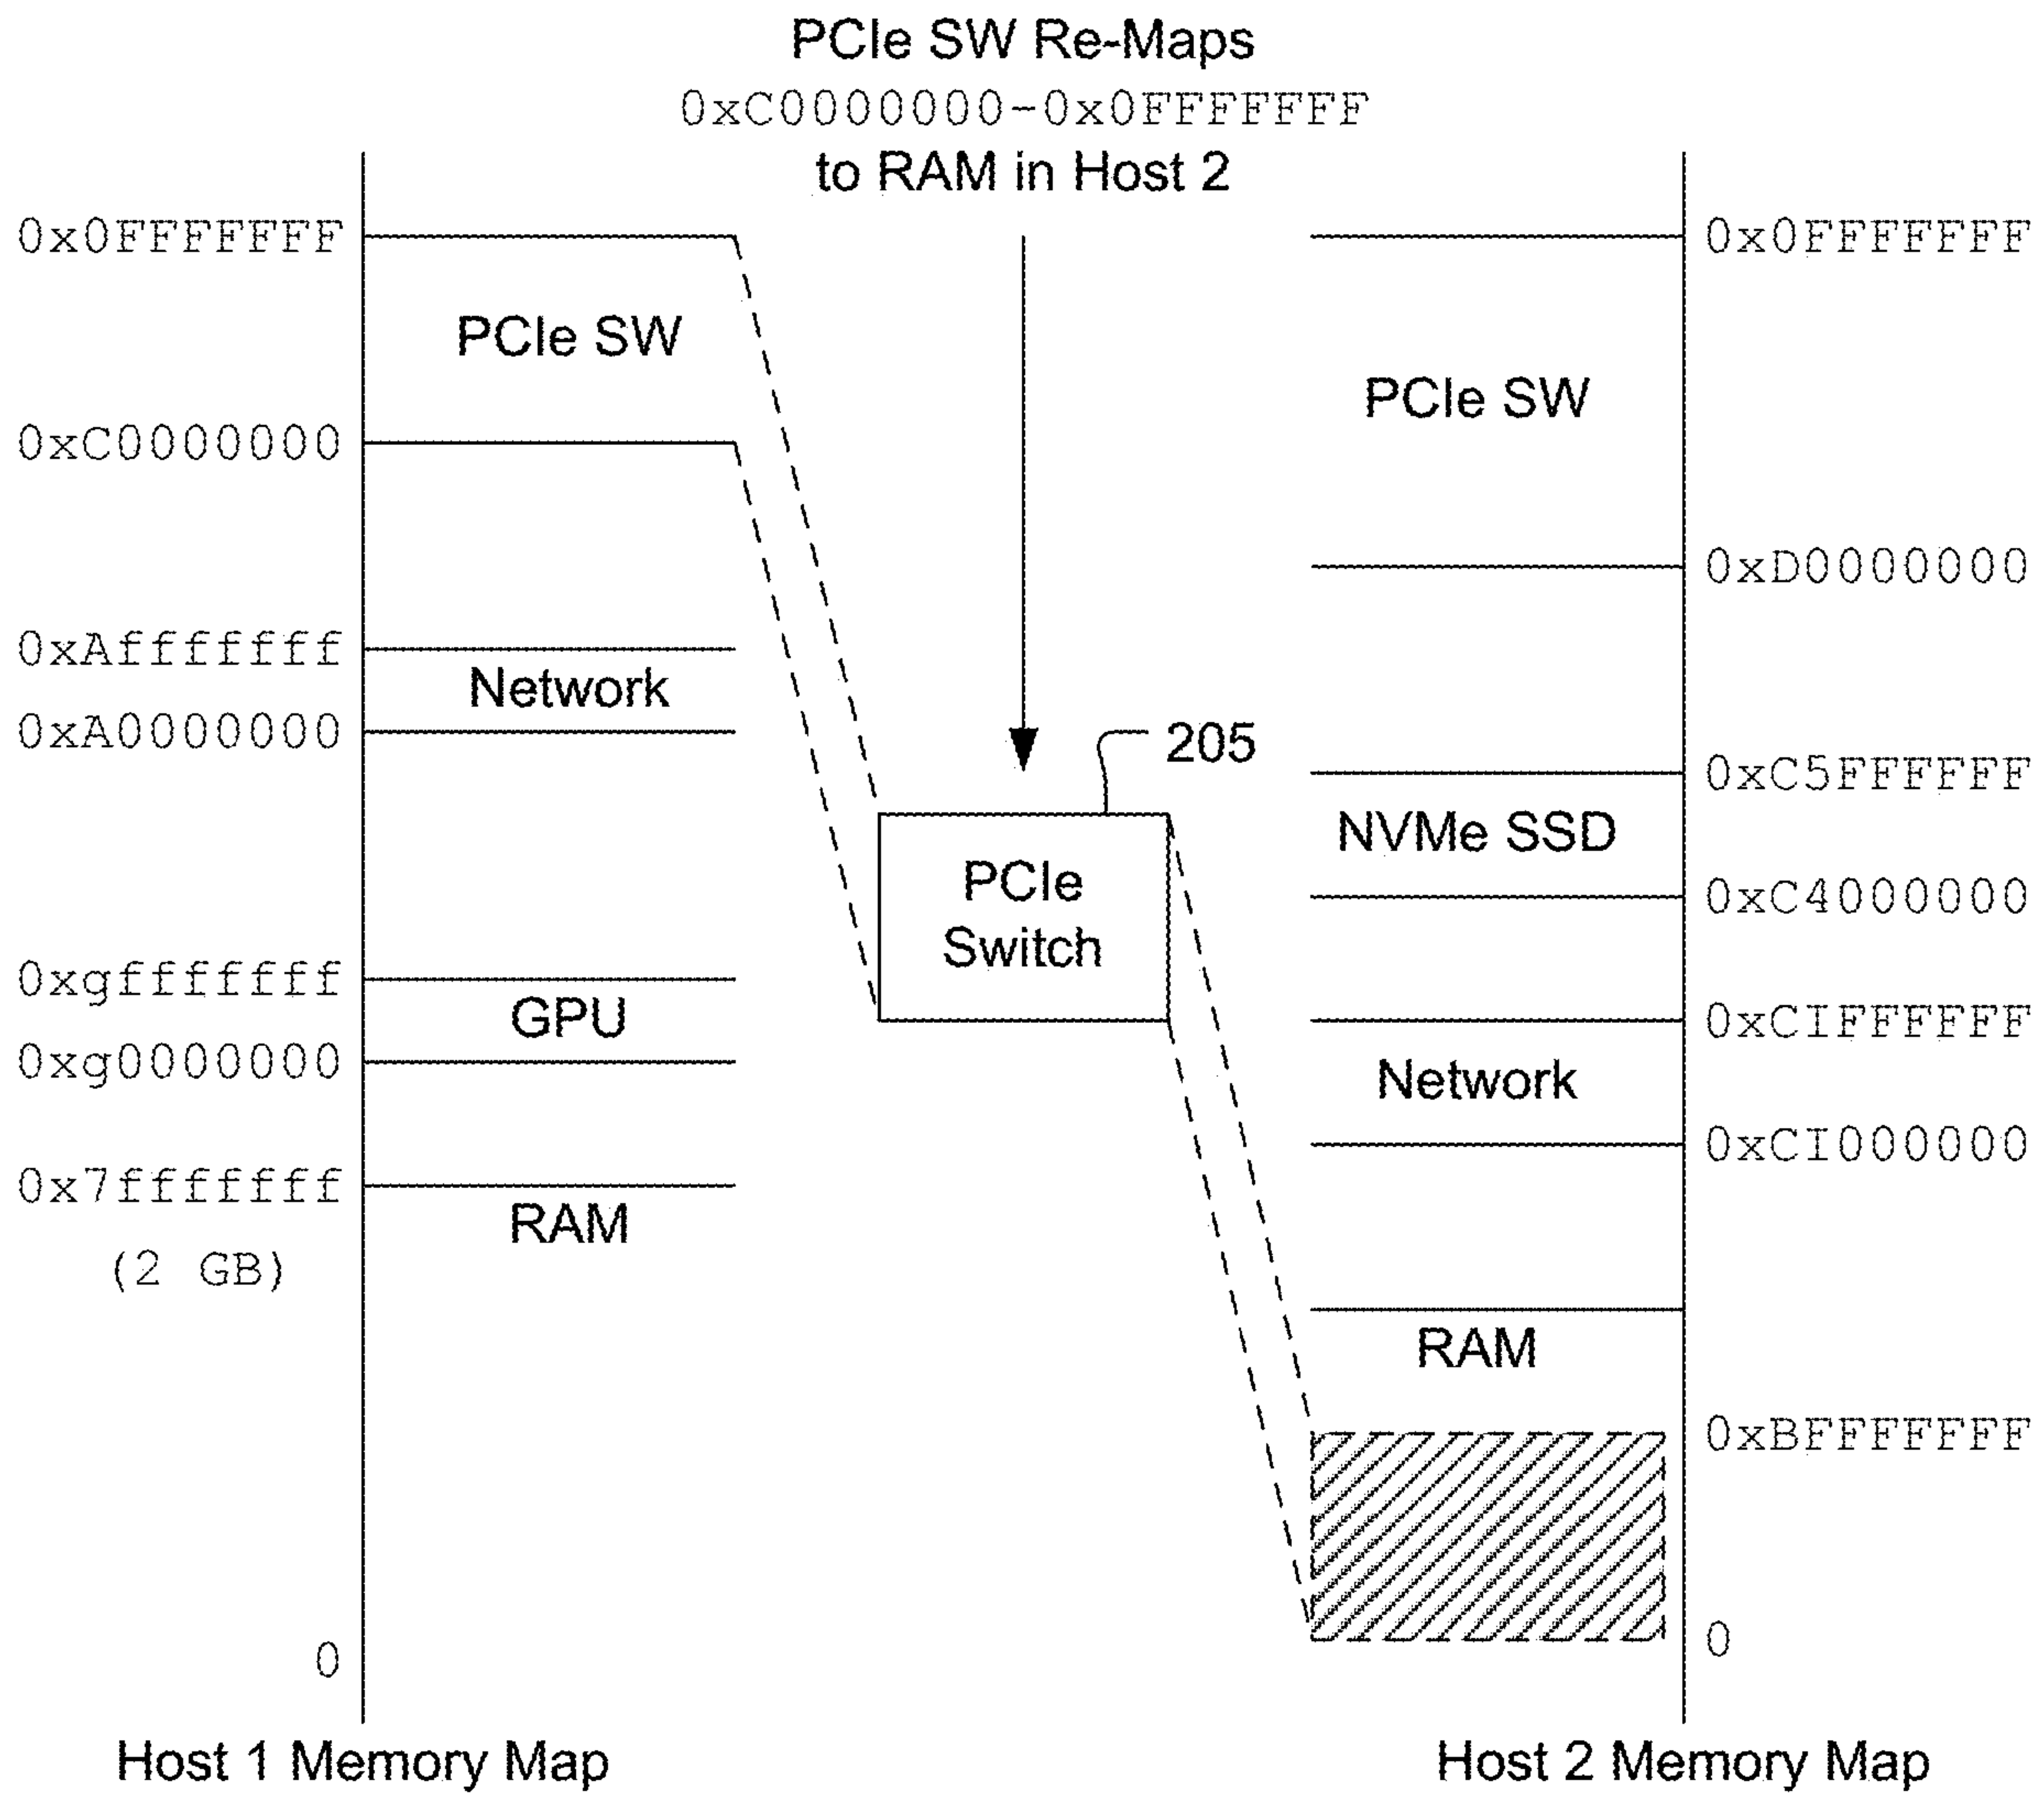 PCIe SW Re-Maps
0xC0000000-0x0FFFFFFF
to RAM in Host 2
0x0FFFFFFF
PCIe SW
0xC0000000
0xAfffffff
Network
0xA0000000
0xgfffffff
GPU
0xg0000000
0x7fffffff
RAM
(2 GB)
0
Host 1 Memory Map
205
PCIe
Switch
0x0FFFFFFF
PCIe SW
0xD0000000
0xC5FFFFFF
NVMe SSD
0xC4000000
0xCIFFFFFF
Network
0xCI000000
RAM
0xBFFFFFFF
0
Host 2 Memory Map